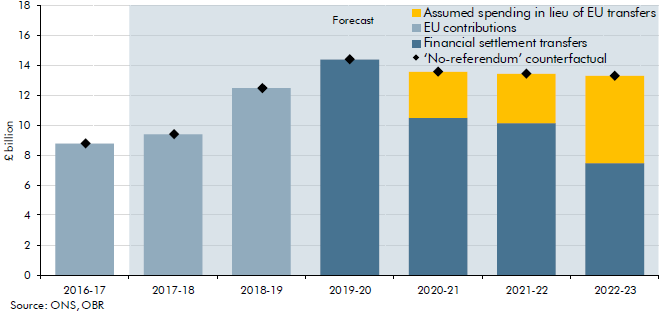 Forecast
Assumed spending in lieu of EU transfers
EU contributions
Financial settlement transfers
'No-referendum' counterfactual
£ billion
18
16
14
12
10
8
6
4
2
0
2016-17 2017-18 2018-19 2019-20 2020-21 2021-22 2022-23
Source: ONS, OBR